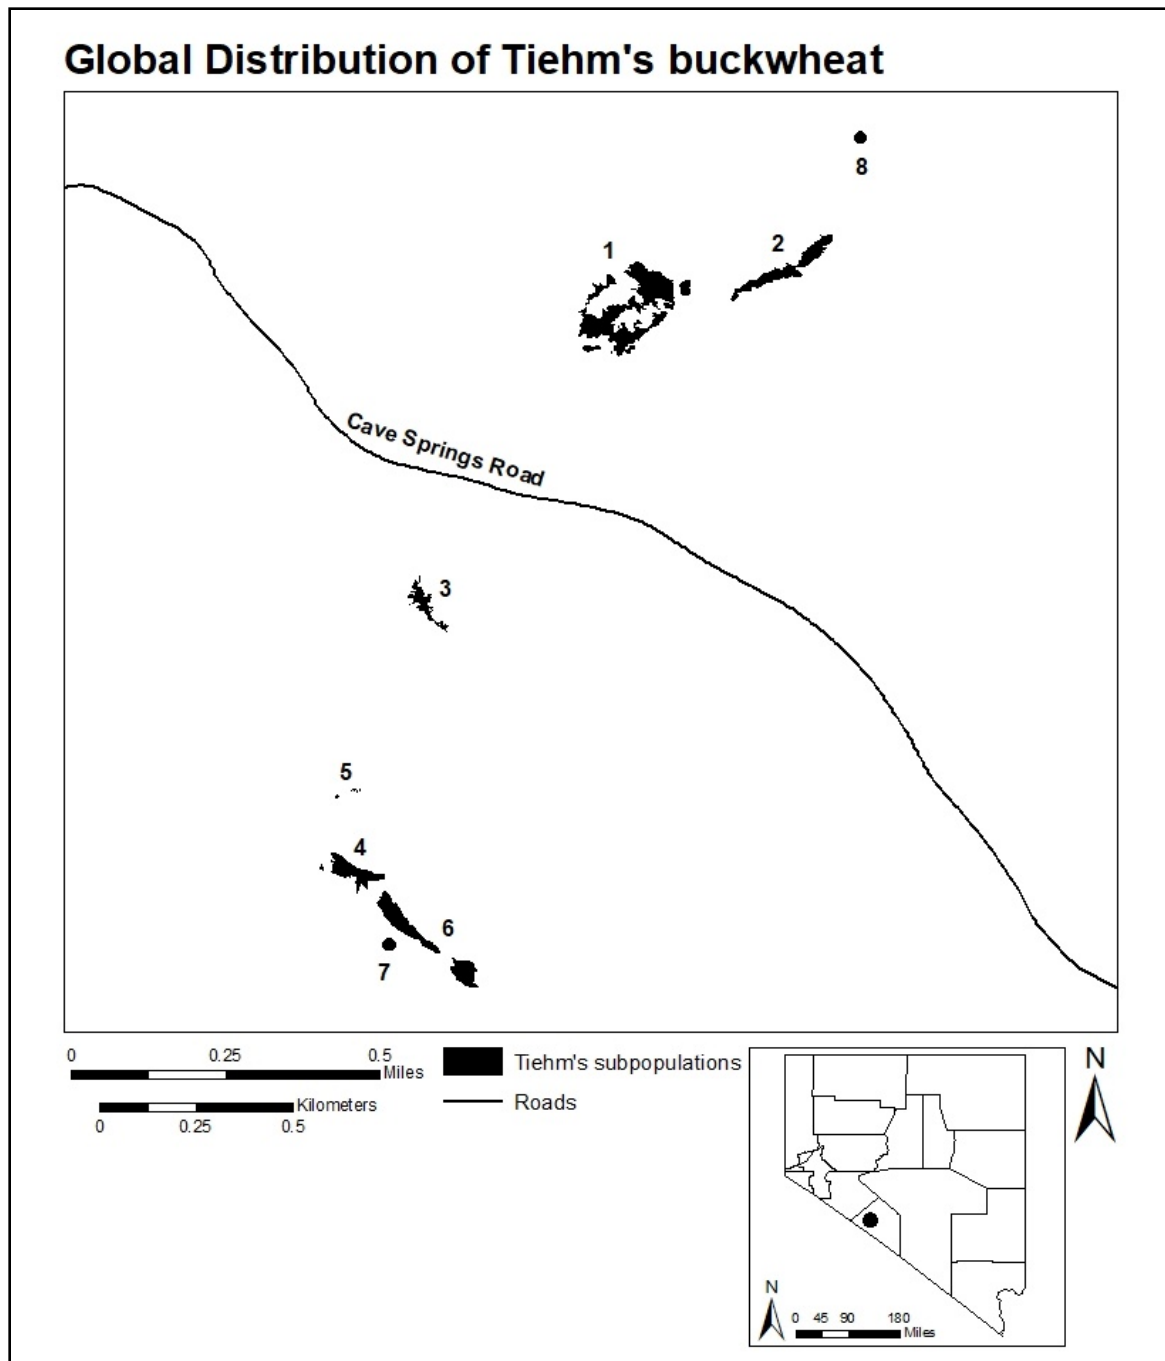 Global Distribution of Tiehm's buckwheat
8
2
1
Cave Springs Road
3
5
4
6
7
0 0.25 0.5
Miles
Kilometers
0 0.25 0.5
Tiehm's subpopulations
Roads
N
N
0 45 90 180
Miles